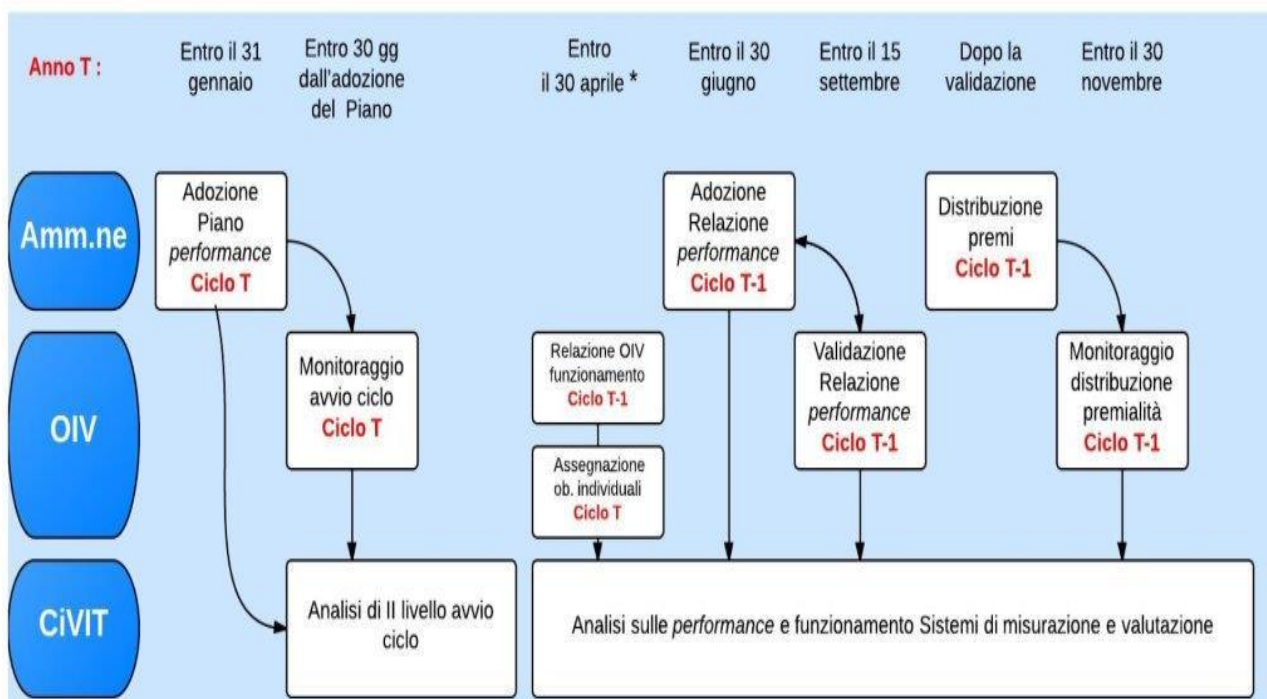 Anno T :
Entro il 31
gennaio
Entro 30 gg
dall'adozione
del Piano
Entro
il 30 aprile *
Entro il 30
giugno
Entro il 15
settembre
Dopo la
validazione
Entro il 30
novembre
Amm.ne
Adozione
Piano
performance
Ciclo T
Adozione
Relazione
performance
Ciclo T-1
Distribuzione
premi
Ciclo T-1
OIV
Monitoraggio
avvio ciclo
Ciclo T
Relazione OIV
funzionamento
Ciclo T-1
Assegnazione
ob. individuali
Ciclo T
Validazione
Relazione
performance
Ciclo T-1
Monitoraggio
distribuzione
premialità
Ciclo T-1
CiVIT
Analisi di II livello avvio
ciclo
Analisi sulle performance e funzionamento Sistemi di misurazione e valutazione